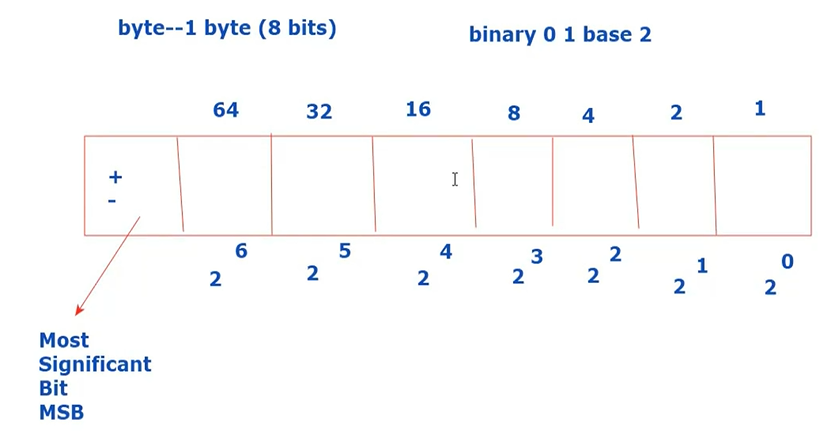 byte--1 byte (8 bits)
binary 0 1 base 2
64 32 16 8 4 2 1
+
-
6 5 4 3 2 1 0
2 2 2 2 2 2 2
Most
Significant
Bit
MSB